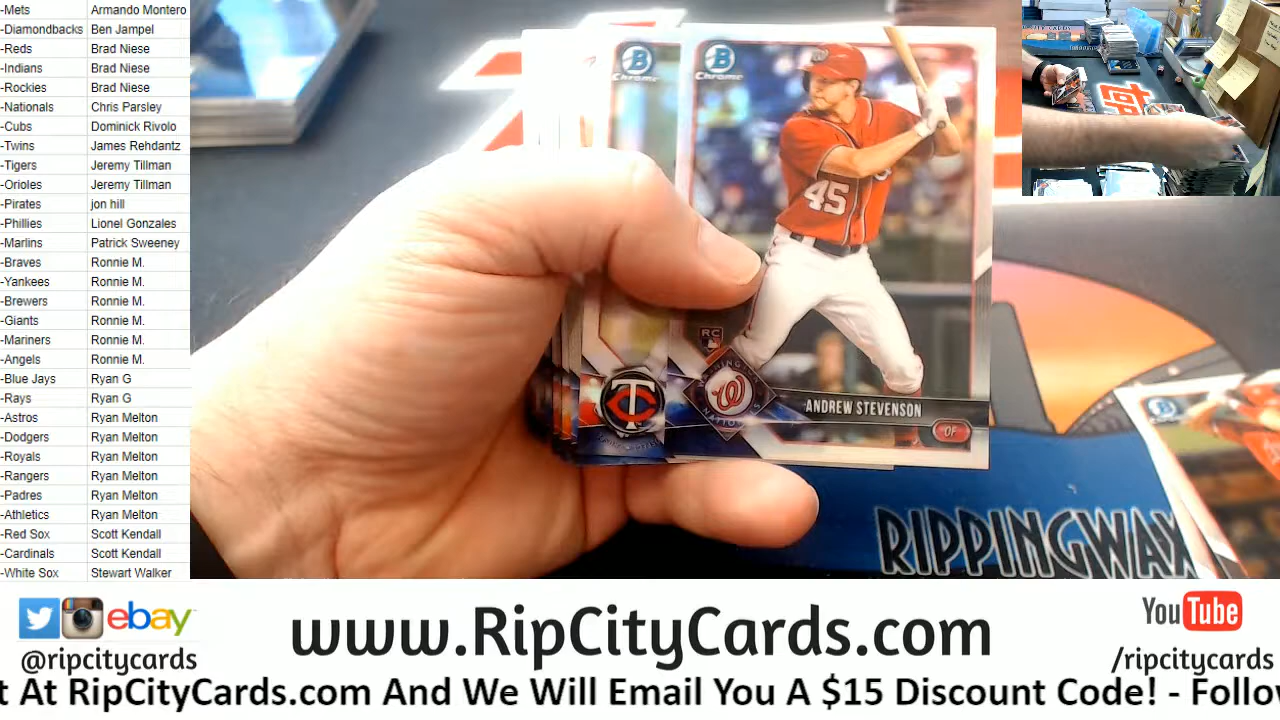 -Mets Armando Montero
-Diamondbacks Ben Jampel
-Reds Brad Niese
-Indians Brad Niese
-Rockies Brad Niese
-Nationals Chris Parsley
-Cubs Dominick Rivolo
-Twins James Rehdantz
-Tigers Jeremy Tillman
-Orioles Jeremy Tillman
-Pirates jon hill
-Phillies Lionel Gonzales
-Marlins Patrick Sweeney
-Braves Ronnie M.
-Yankees Ronnie M.
-Brewers Ronnie M.
-Giants Ronnie M.
-Mariners Ronnie M.
-Angels Ronnie M.
-Blue Jays Ryan G
-Rays Ryan G
-Astros Ryan Melton
-Dodgers Ryan Melton
-Royals Ryan Melton
-Rangers Ryan Melton
-Padres Ryan Melton
-Athletics Ryan Melton
-Red Sox Scott Kendall
-Cardinals Scott Kendall
-White Sox Stewart Walker
B Chrome
B Chrome
45
RC
TC
W
NATIONALS
ANDREW STEVENSON
OF
RIPPINGWAX
ebay
@ripcitycards
www.RipCityCards.com
YouTube
/ripcitycards
t At RipCityCards.com And We Will Email You A $15 Discount Code! - Follow